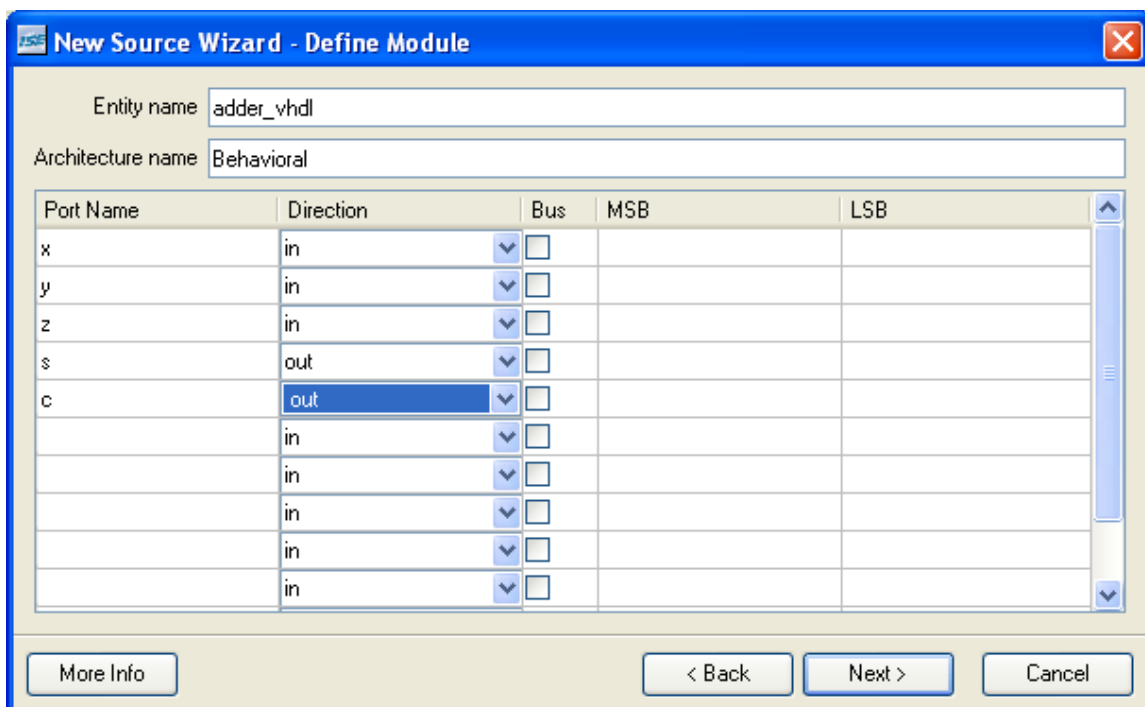 ISE New Source Wizard - Define Module
Entity name adder_vhdl
Architecture name Behavioral
Port Name Direction Bus MSB LSB
x in
y in
z in
s out
c out
in
in
in
in
in
More Info < Back Next > Cancel